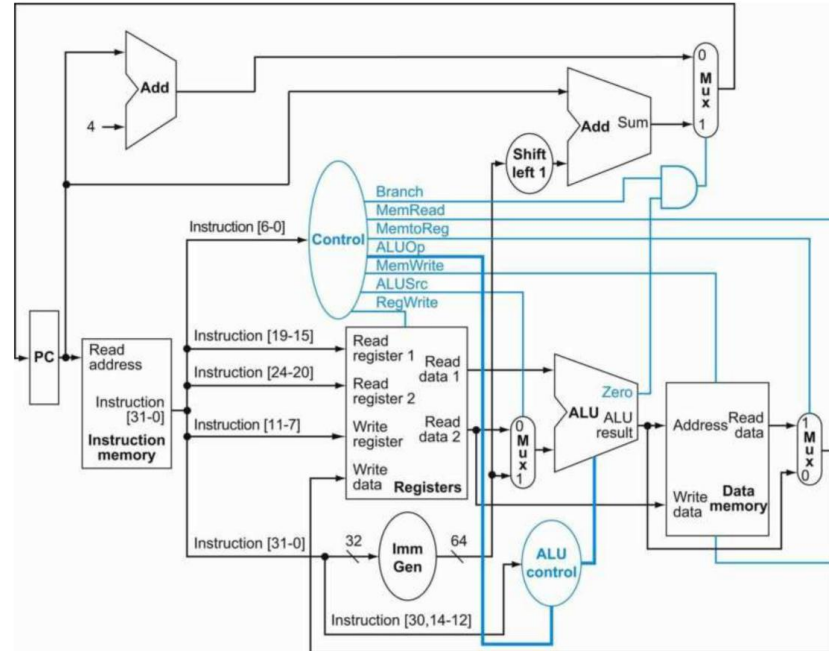 Add
4
0
Mux
1
Add Sum
Shift
left 1
Branch
MemRead
MemtoReg
ALUOp
MemWrite
ALUSrc
RegWrite
Control
Instruction [6-0]
PC
Read
address
Instruction
[31-0]
Instruction
memory
Instruction [19-15]
Instruction [24-20]
Instruction [11-7]
Instruction [31-0]
Read
register 1
Read
register 2
Write
register
Write
data
Read
data 1
Read
data 2
Registers
0
Mux
1
Zero
ALU
ALU
result
Address
Write
data
Read
data
Data
memory
1
Mux
0
32
Imm
Gen
64
ALU
control
Instruction [30,14-12]